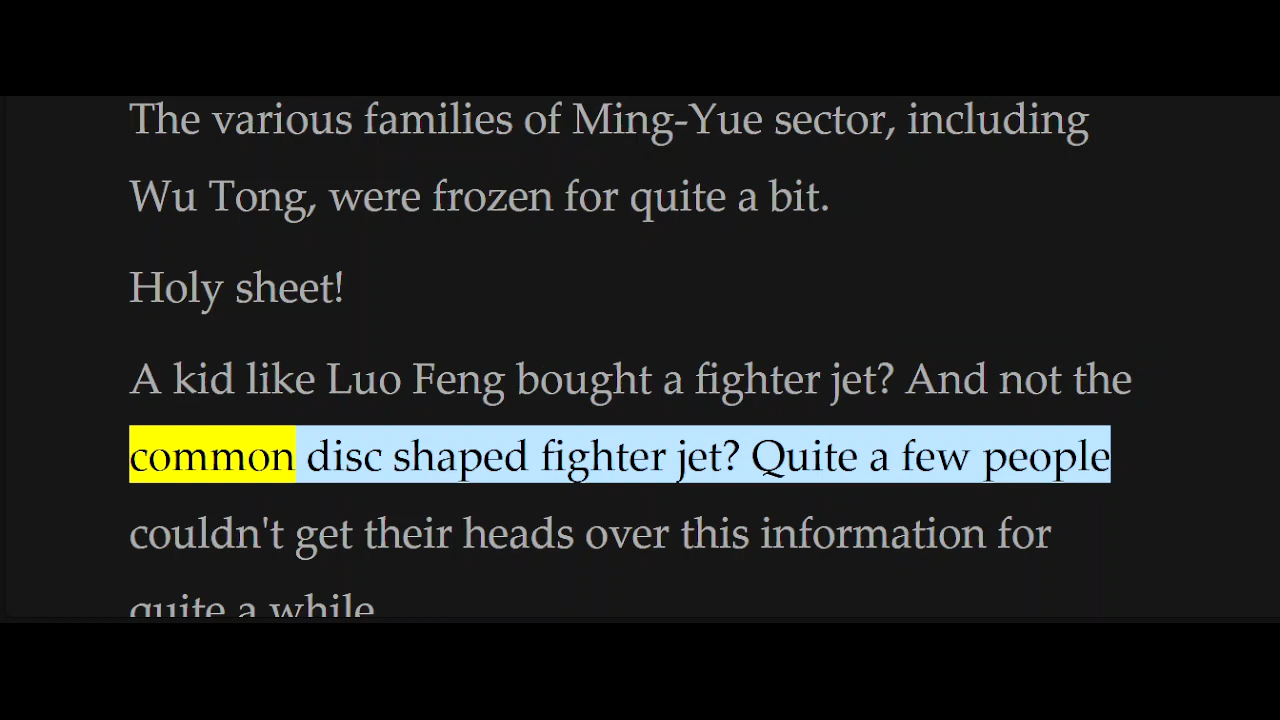 The various families of Ming-Yue sector, including
Wu Tong, were frozen for quite a bit.
Holy sheet!
A kid like Luo Feng bought a fighter jet? And not the
common disc shaped fighter jet? Quite a few people
couldn't get their heads over this information for
quite a while.